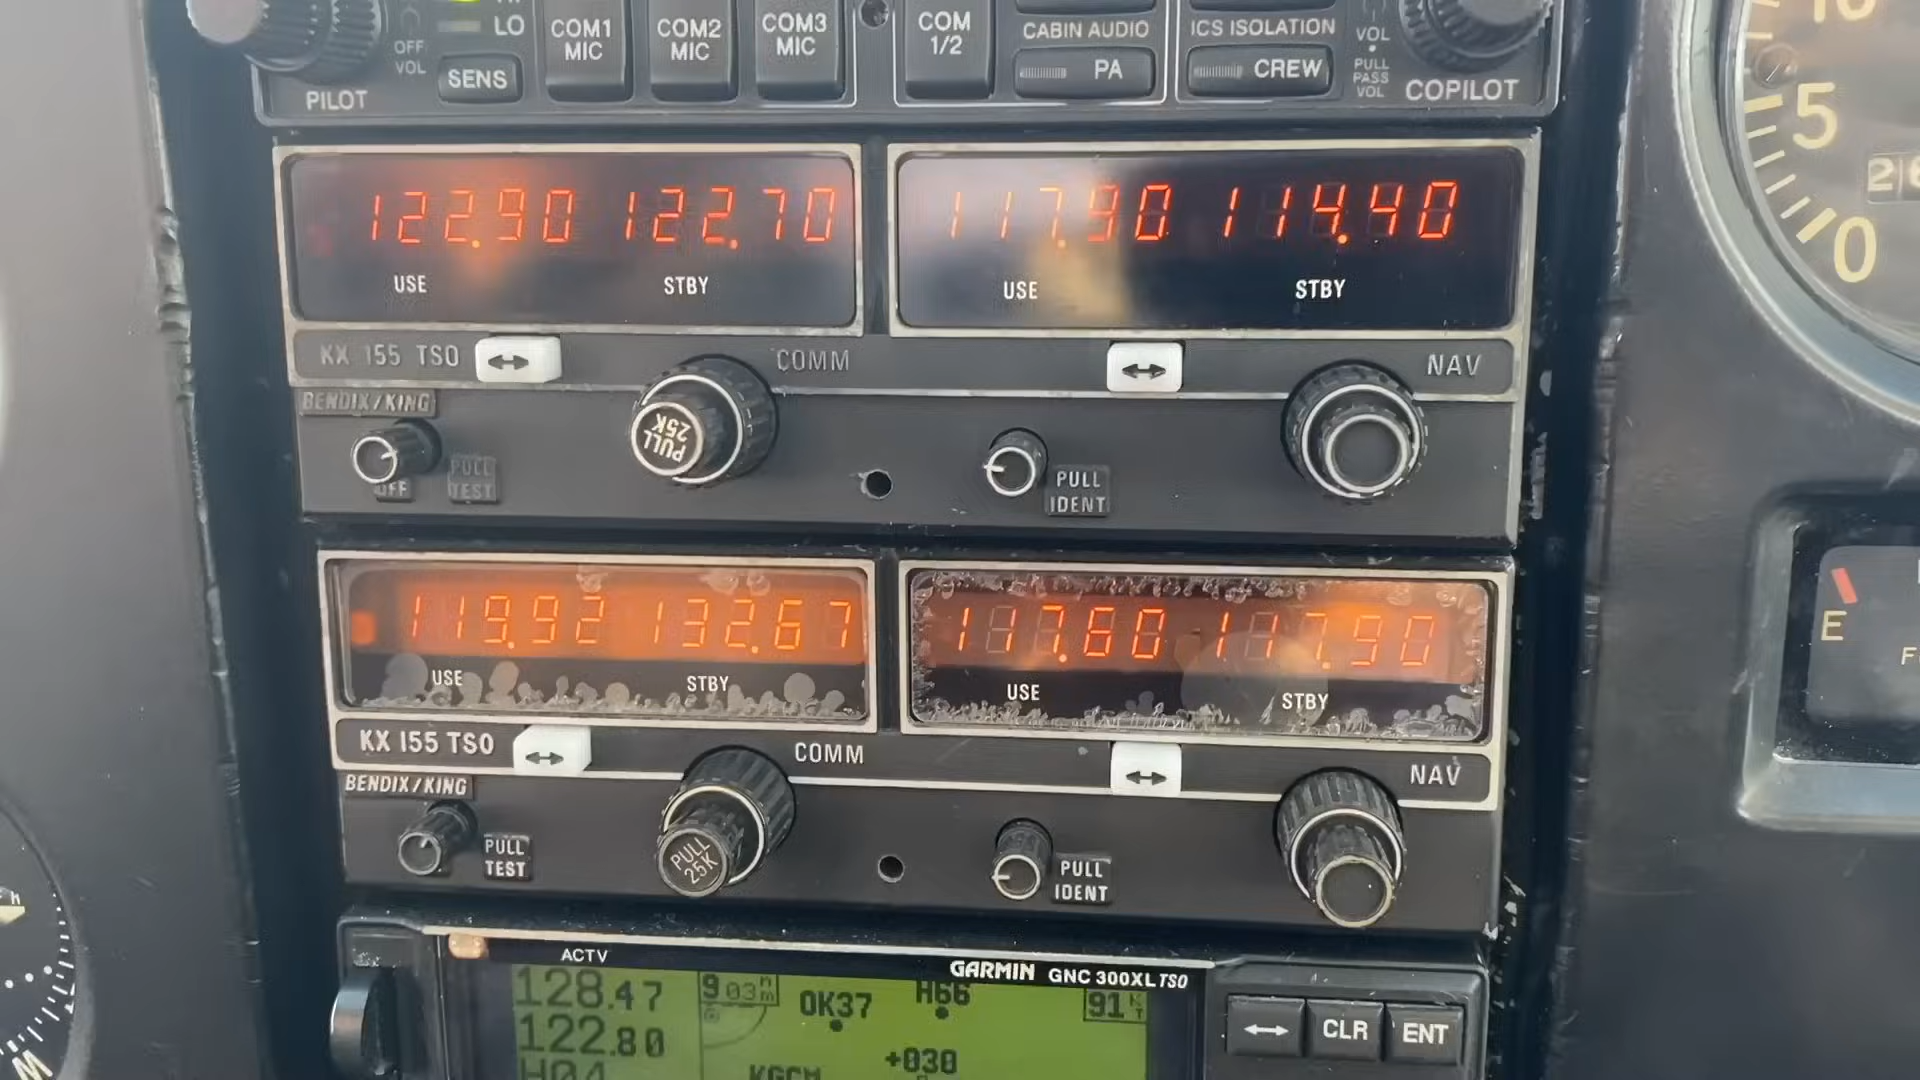 LO
OFF
VOL
SENS
PILOT
COM1
MIC
COM2
MIC
COM3
MIC
COM
1/2
CABIN AUDIO
PA
ICS ISOLATION
CREW
VOL
PULL
PASS
VOL
COPILOT
10
5
0
122.90 122.70
USE STBY
117.90 114.40
USE STBY
KX 155 TSO
COMM
NAV
BENDIX/KING
OFF
PULL
TEST
PULL
25K
PULL
IDENT
119.92 132.67
USE STBY
117.60 117.90
USE STBY
KX 155 TSO
COMM
NAV
BENDIX/KING
PULL
TEST
PULL
25K
PULL
IDENT
E
ACTV
GARMIN GNC 300XL TSO
128.47
122.80
H04
903nm
OK37
H66
91
+030
KGCM
CLR
ENT
W